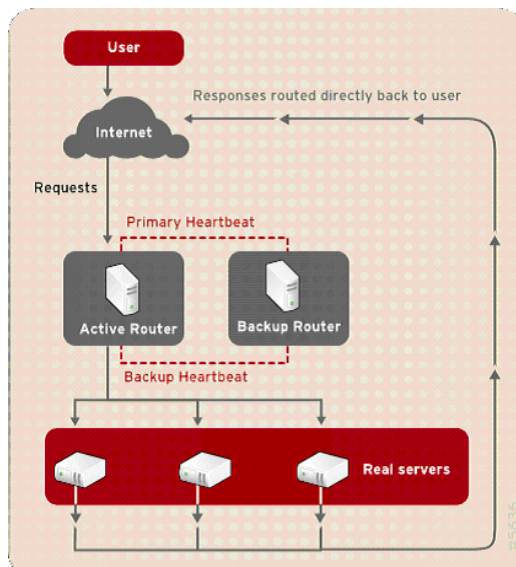 User
Responses routed directly back to user
Internet
Requests
Primary Heartbeat
Active Router
Backup Router
Backup Heartbeat
Real servers
#5636